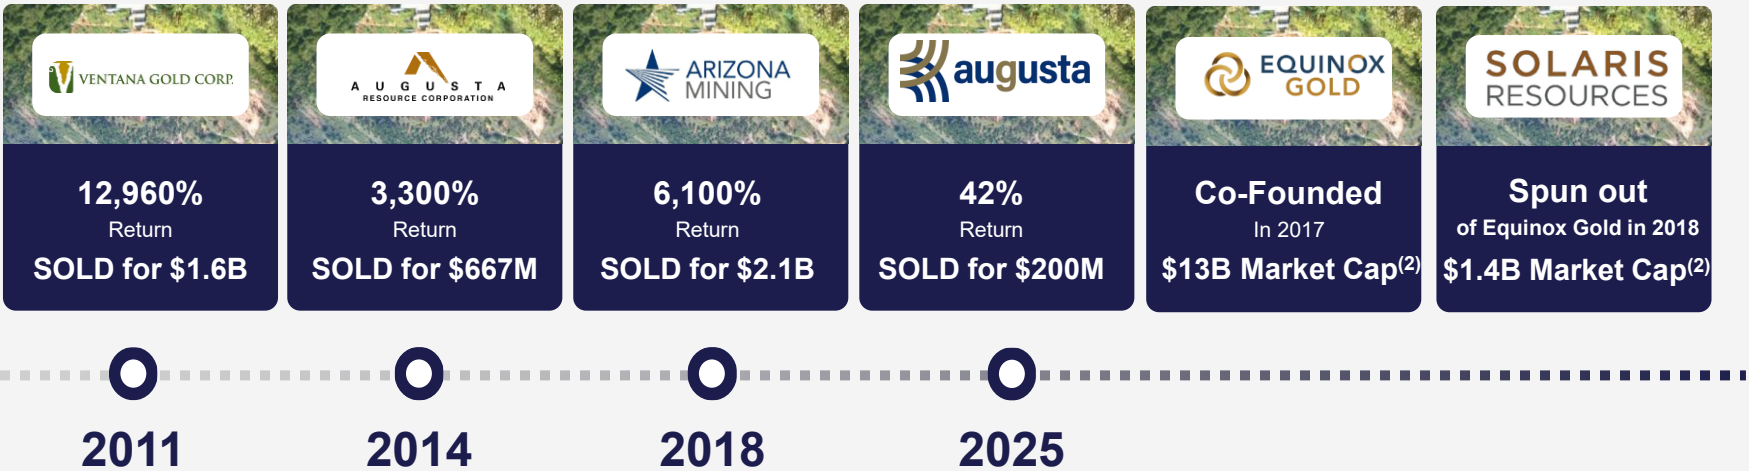 VENTANA GOLD CORP.
12,960%
Return
SOLD for $1.6B
AUGUSTA
RESOURCE CORPORATION
3,300%
Return
SOLD for $667M
ARIZONA
MINING
6,100%
Return
SOLD for $2.1B
augusta
42%
Return
SOLD for $200M
EQUINOX
GOLD
Co-Founded
In 2017
$13B Market Cap(2)
SOLARIS
RESOURCES
Spun out
of Equinox Gold in 2018
$1.4B Market Cap(2)
2011
2014
2018
2025